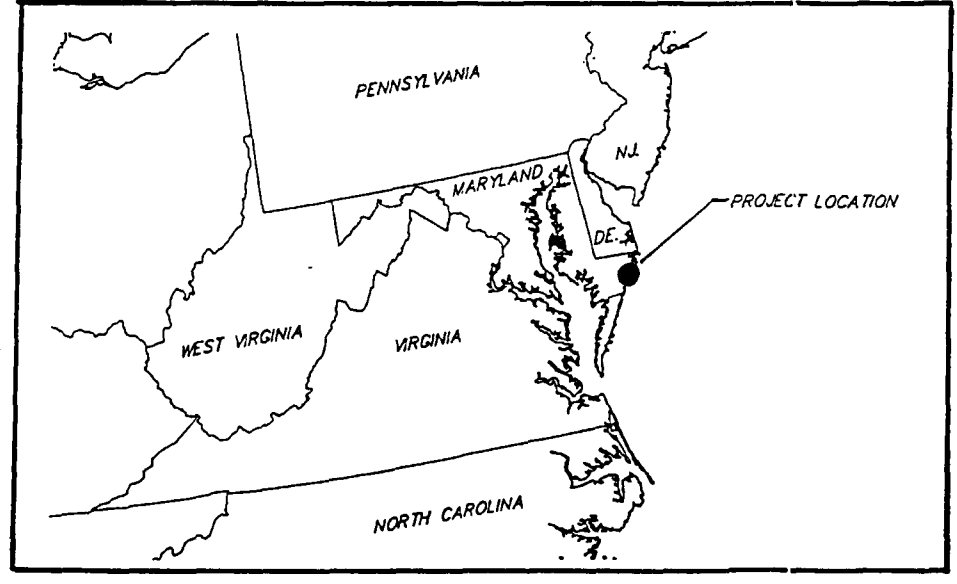 PENNSYLVANIA
N.J.
MARYLAND
PROJECT LOCATION
DE.
WEST VIRGINIA
VIRGINIA
NORTH CAROLINA